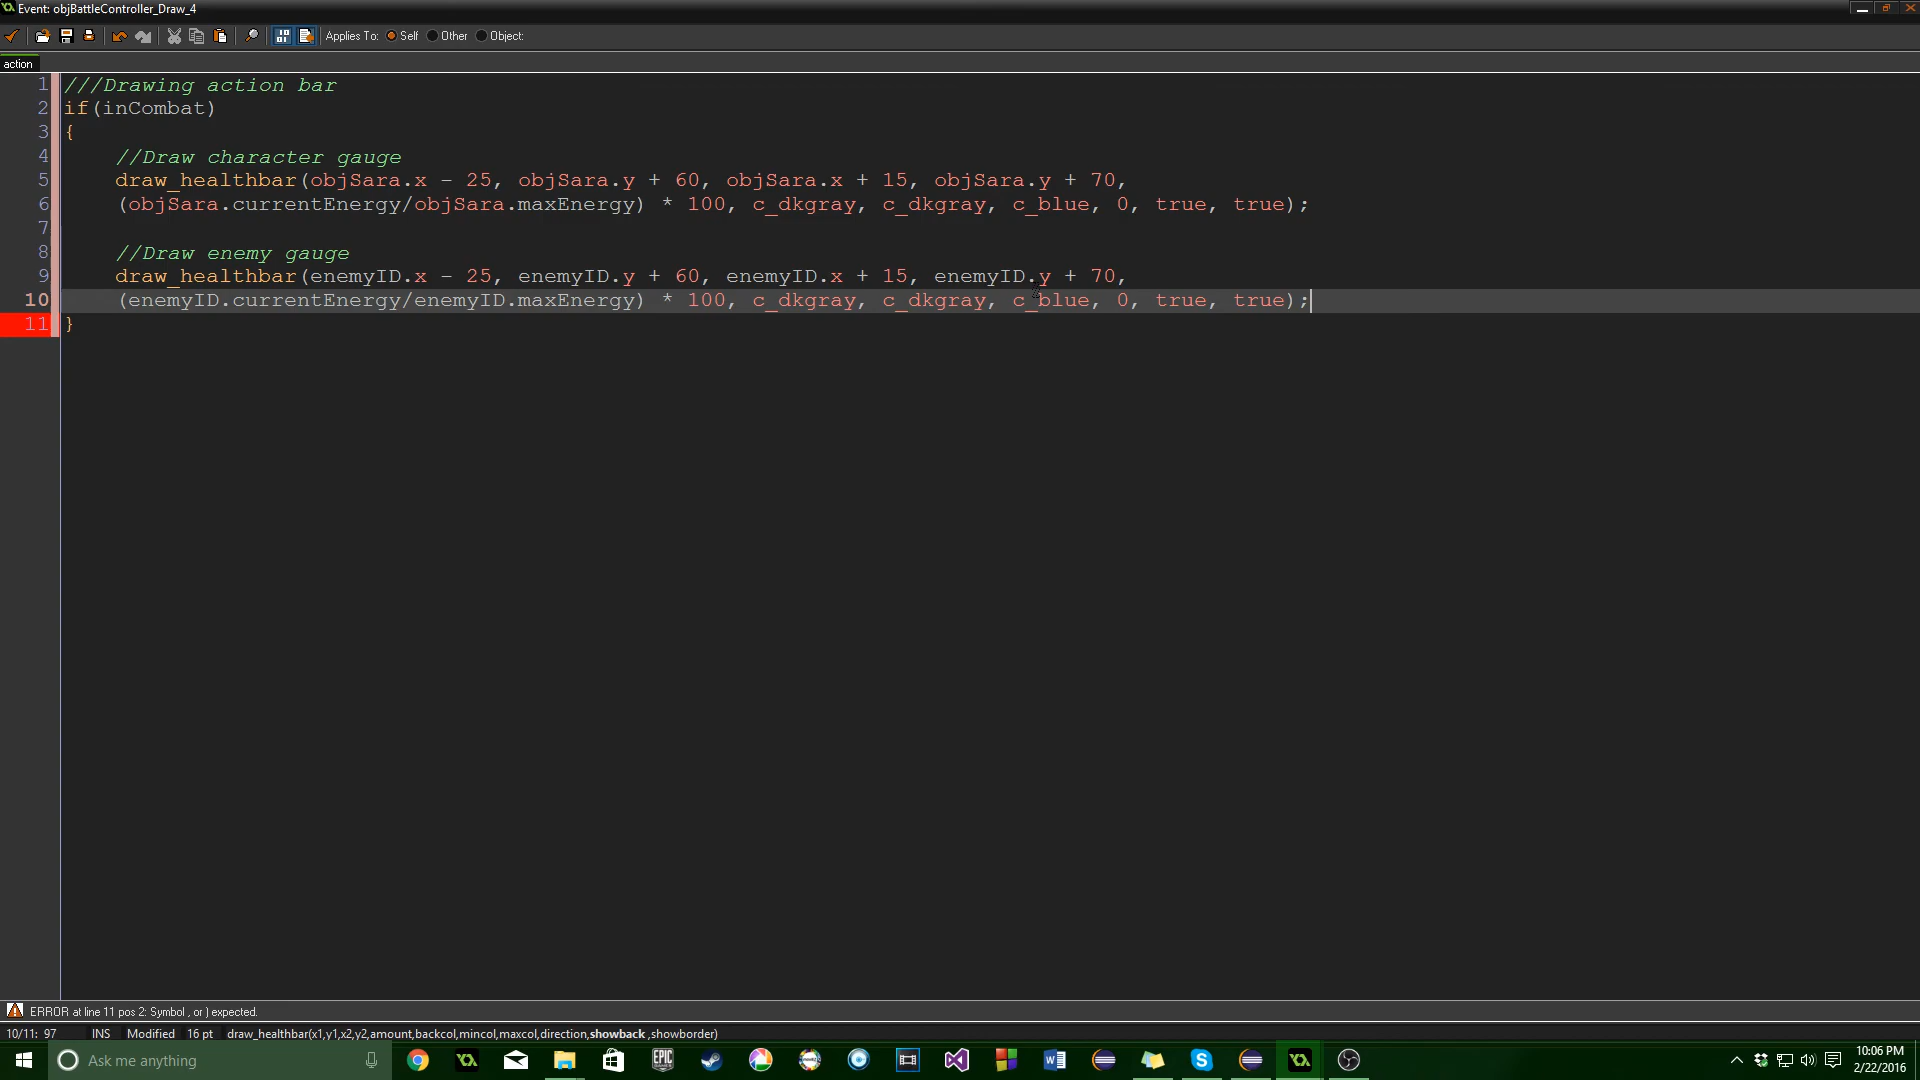 Event: objBattleController_Draw_4
Applies To: Self Other Object:
action
1 ///Drawing action bar
2 if(inCombat)
3 {
4 //Draw character gauge
5 draw_healthbar(objSara.x - 25, objSara.y + 60, objSara.x + 15, objSara.y + 70,
6 (objSara.currentEnergy/objSara.maxEnergy) * 100, c_dkgray, c_dkgray, c_blue, 0, true, true);
7
8 //Draw enemy gauge
9 draw_healthbar(enemyID.x - 25, enemyID.y + 60, enemyID.x + 15, enemyID.y + 70,
10 (enemyID.currentEnergy/enemyID.maxEnergy) * 100, c_dkgray, c_dkgray, c_blue, 0, true, true);
11 }
ERROR at line 11 pos 2: Symbol , or ) expected.
10/11: 97 INS Modified 16 pt draw_healthbar(x1,y1,x2,y2,amount,backcol,mincol,maxcol,direction,showback ,showborder)
Ask me anything
EPIC
10:06 PM
2/22/2016